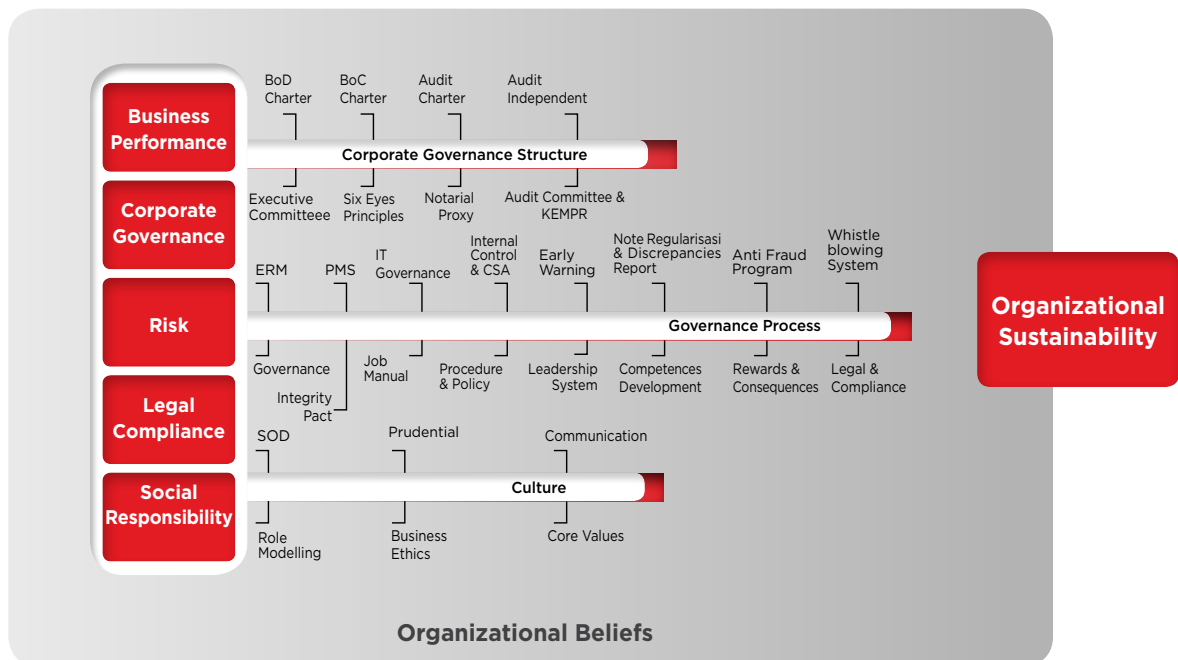 Business
Performance
Corporate
Governance
Risk
Legal
Compliance
Social
Responsibility
BoD
Charter
BoC
Charter
Audit
Charter
Audit
Independent
Corporate Governance Structure
Executive
Committeee
Six Eyes
Principles
Notarial
Proxy
Audit Committee &
KEMPR
ERM
PMS
IT
Governance
Internal
Control
& CSA
Early
Warning
Note Regularisasi
& Discrepancies
Report
Anti Fraud
Program
Whistle
blowing
System
Governance Process
Governance
Integrity
Pact
Job
Manual
Procedure
& Policy
Leadership
System
Competences
Development
Rewards &
Consequences
Legal &
Compliance
SOD
Prudential
Communication
Culture
Role
Modelling
Business
Ethics
Core Values
Organizational
Sustainability
Organizational Beliefs